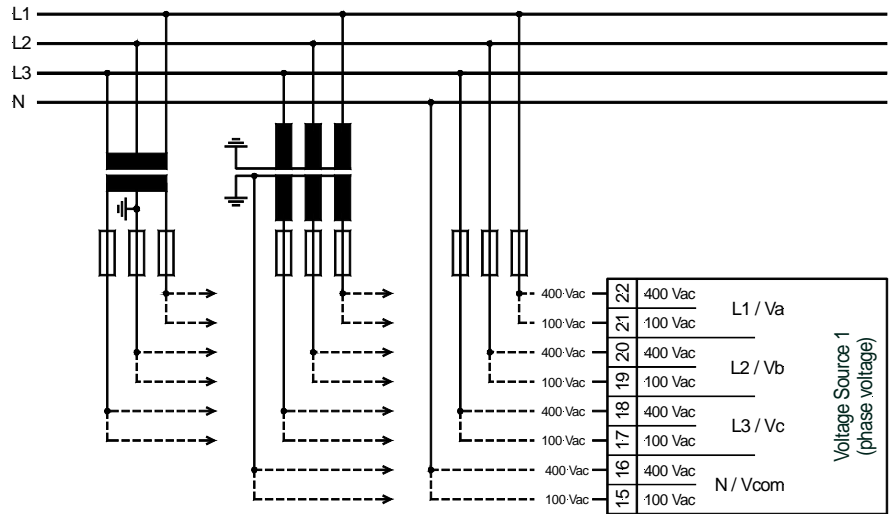 L1
L2
L3
N
400 Vac 22 400 Vac
L1 / Va
100 Vac 21 100 Vac
400 Vac 20 400 Vac
L2 / Vb
100 Vac 19 100 Vac
400 Vac 18 400 Vac
L3 / Vc
100 Vac 17 100 Vac
400 Vac 16 400 Vac
N / Vcom
100 Vac 15 100 Vac
Voltage Source 1
(phase voltage)